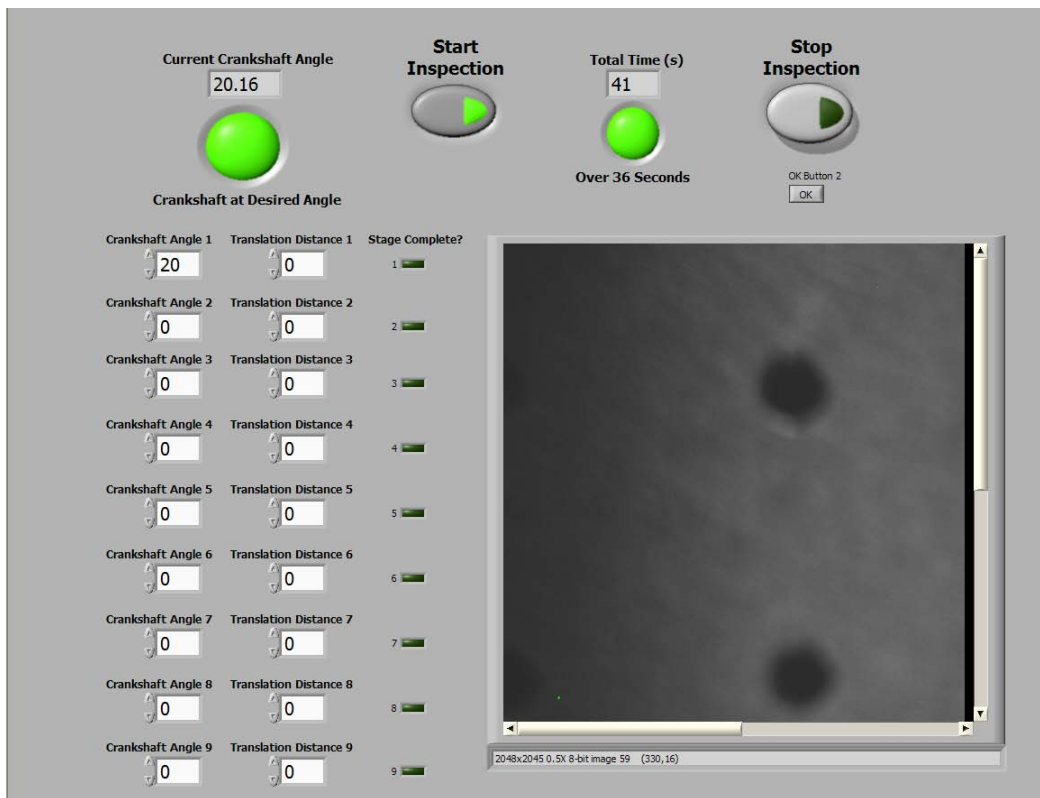 Current Crankshaft Angle
20.16
Crankshaft at Desired Angle
Start
Inspection
Total Time (s)
41
Over 36 Seconds
Stop
Inspection
OK Button 2
OK
Crankshaft Angle 1 Translation Distance 1 Stage Complete?
20 0 1
Crankshaft Angle 2 Translation Distance 2
0 0 2
Crankshaft Angle 3 Translation Distance 3
0 0 3
Crankshaft Angle 4 Translation Distance 4
0 0 4
Crankshaft Angle 5 Translation Distance 5
0 0 5
Crankshaft Angle 6 Translation Distance 6
0 0 6
Crankshaft Angle 7 Translation Distance 7
0 0 7
Crankshaft Angle 8 Translation Distance 8
0 0 8
Crankshaft Angle 9 Translation Distance 9
0 0 9
2048x2045 0.5X 8-bit image 59 (330,16)